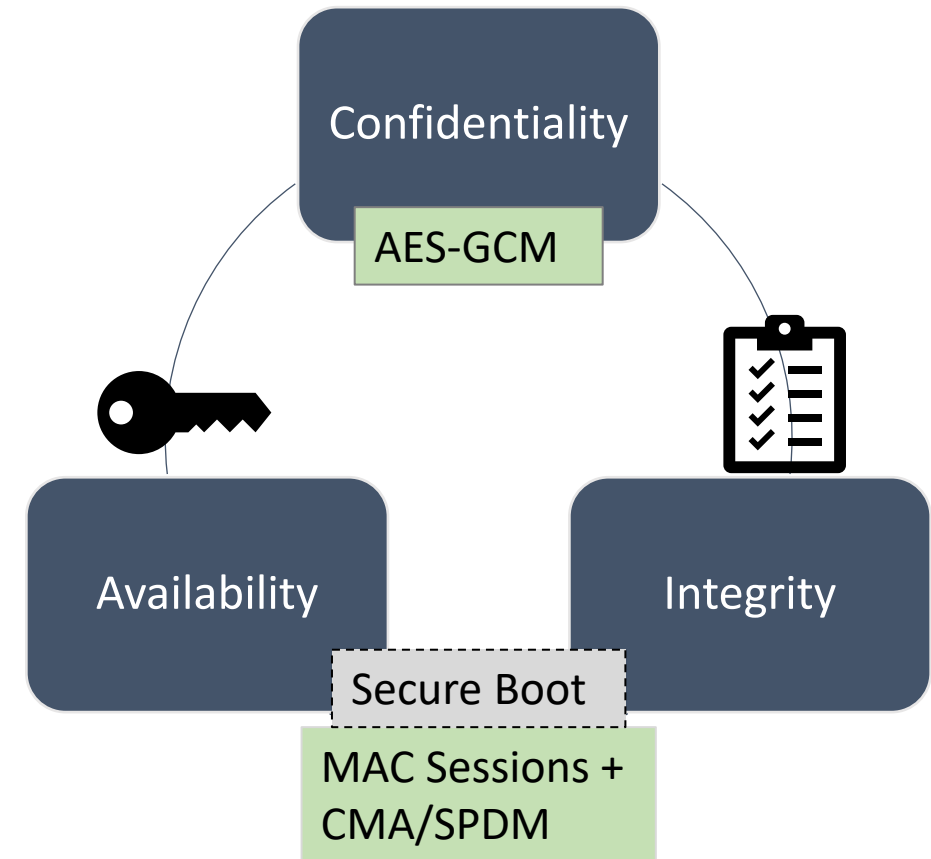 Confidentiality
AES-GCM
Availability
Integrity
Secure Boot
MAC Sessions +
CMA/SPDM